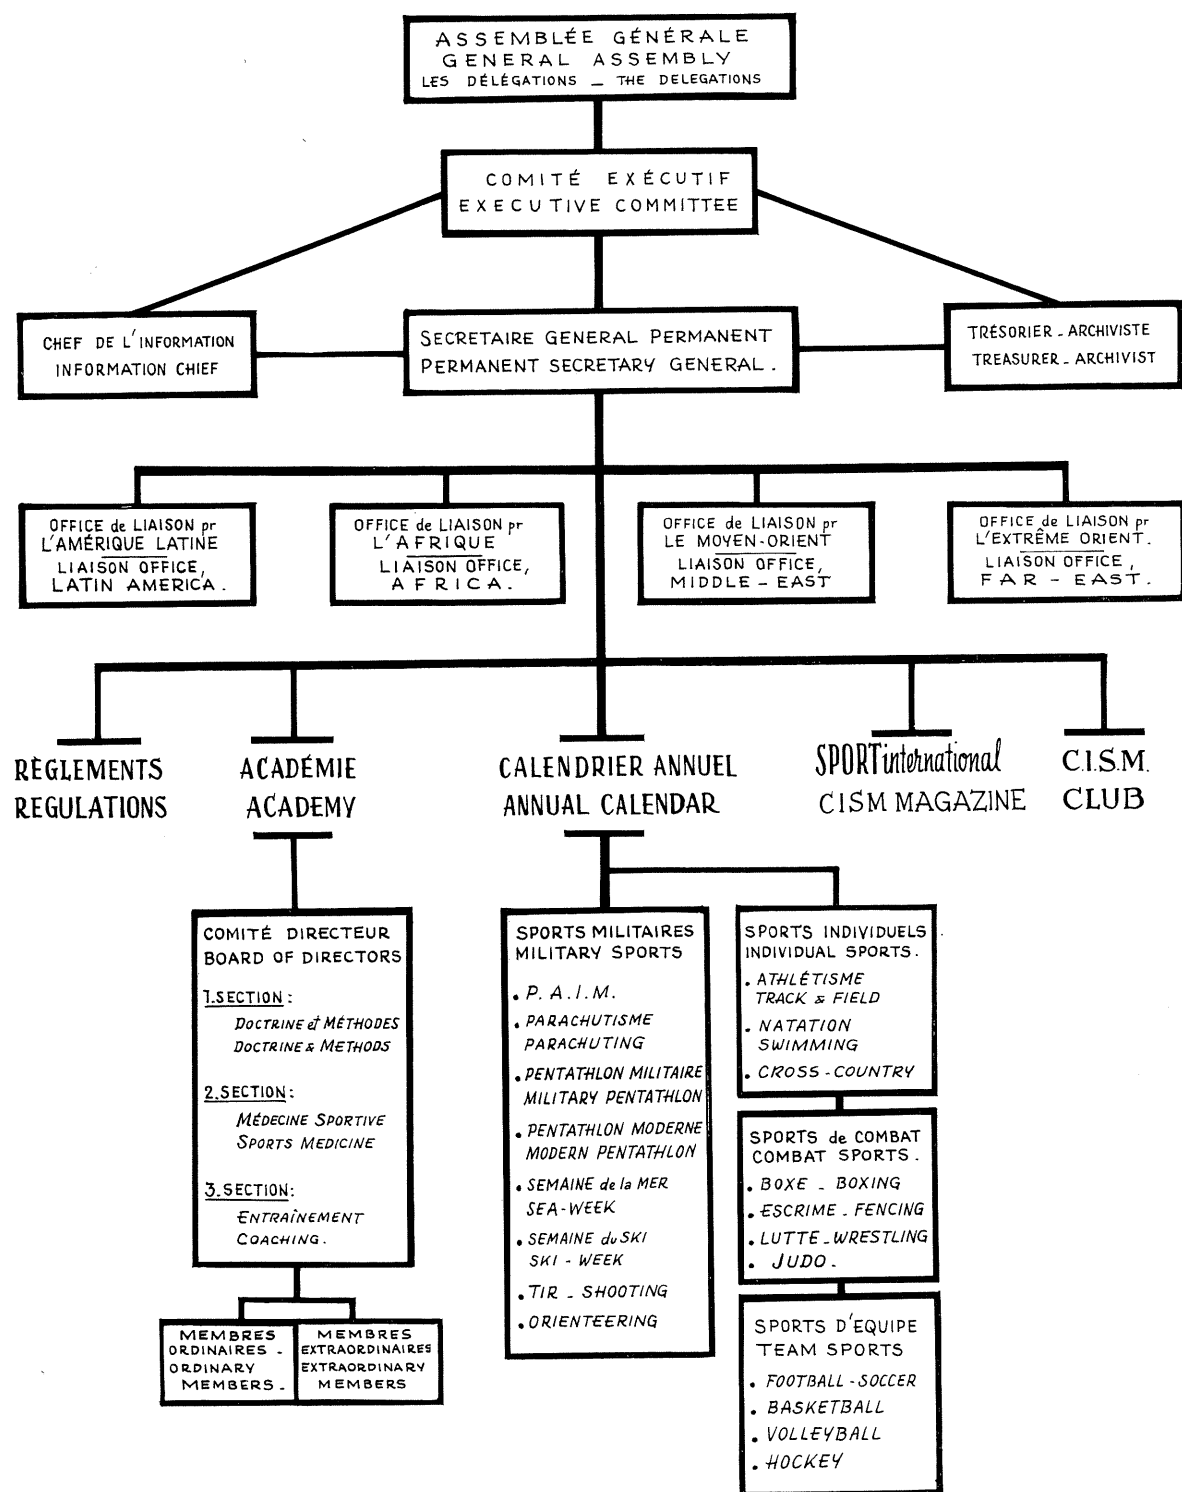 ASSEMBLÉE GÉNÉRALE
GENERAL ASSEMBLY
LES DÉLÉGATIONS _ THE DELEGATIONS
COMITÉ EXÉCUTIF
EXECUTIVE COMMITTEE
CHEF DE L'INFORMATION
INFORMATION CHIEF
SECRETAIRE GENERAL PERMANENT
PERMANENT SECRETARY GENERAL.
TRÉSORIER_ARCHIVISTE
TREASURER_ARCHIVIST
OFFICE de LIAISON pr
L'AMÉRIQUE LATINE
LIAISON OFFICE,
LATIN AMERICA.
OFFICE de LIAISON pr
L'AFRIQUE
LIAISON OFFICE,
AFRICA.
OFFICE de LIAISON pr
LE MOYEN-ORIENT
LIAISON OFFICE,
MIDDLE-EAST
OFFICE de LIAISON pr
L'EXTRÊME ORIENT.
LIAISON OFFICE,
FAR-EAST.
RÈGLEMENTS
REGULATIONS
ACADÉMIE
ACADEMY
CALENDRIER ANNUEL
ANNUAL CALENDAR
SPORTinternational
CISM MAGAZINE
C.I.S.M.
CLUB
COMITÉ DIRECTEUR
BOARD OF DIRECTORS
1.SECTION:
DOCTRINE et MÉTHODES
DOCTRINE & METHODS
2.SECTION:
MÉDECINE SPORTIVE
SPORTS MEDICINE
3.SECTION:
ENTRAÎNEMENT
COACHING.
MEMBRES
ORDINAIRES -
ORDINARY
MEMBERS.-
MEMBRES
EXTRAORDINAIRES
EXTRAORDINARY
MEMBERS
SPORTS MILITAIRES
MILITARY SPORTS
• P.A.I.M.
• PARACHUTISME
PARACHUTING
• PENTATHLON MILITAIRE
MILITARY PENTATHLON
• PENTATHLON MODERNE
MODERN PENTATHLON
• SEMAINE de la MER
SEA-WEEK
• SEMAINE du SKI
SKI - WEEK
• TIR _ SHOOTING
• ORIENTEERING
SPORTS INDIVIDUELS
INDIVIDUAL SPORTS.
• ATHLÉTISME
TRACK & FIELD
• NATATION
SWIMMING
• CROSS-COUNTRY
SPORTS de COMBAT
COMBAT SPORTS.
• BOXE _ BOXING
• ESCRIME_FENCING
• LUTTE_WRESTLING
• JUDO.
SPORTS D'EQUIPE
TEAM SPORTS
• FOOTBALL-SOCCER
• BASKETBALL
• VOLLEYBALL
• HOCKEY